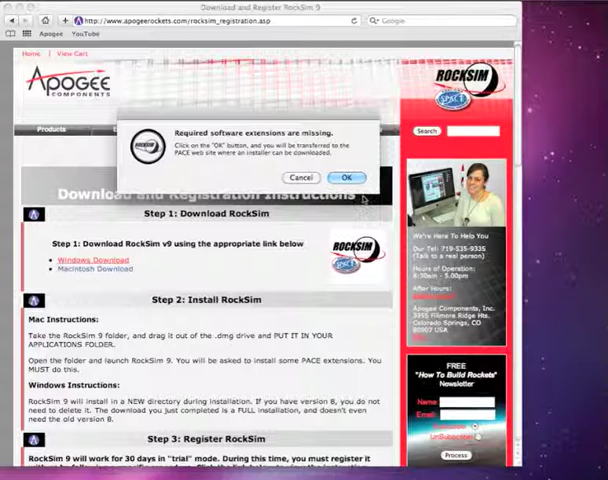 Download and Register RockSim 9
http://www.apogeerockets.com/rocksim_registration.asp
Google
Apogee YouTube
Home | View Cart
APOGEE
COMPONENTS
ROCKSIM
Products
Search
Required software extensions are missing.
Click on the "OK" button, and you will be transferred to the
PACE web site where an installer can be downloaded.
Cancel OK
Download and Registration Instructions
Step 1: Download RockSim
Step 1: Download RockSim v9 using the appropriate link below
Windows Download
Macintosh Download
ROCKSIM
Step 2: Install RockSim
Mac Instructions:
Take the RockSim 9 folder, and drag it out of the .dmg drive and PUT IT IN YOUR
APPLICATIONS FOLDER.
Open the folder and launch RockSim 9. You will be asked to install some PACE extensions. You
MUST do this.
Windows Instructions:
RockSim 9 will install in a NEW directory during installation. If you have version 8, you do not
need to delete it. The download you just completed is a FULL installation, and doesn't even
need the old version 8.
Step 3: Register RockSim
RockSim 9 will work for 30 days in "trial" mode. During this time, you must register it
We're Here To Help You
Our Tel: 719-535-9335
(Talk to a real person)
Hours of Operation:
8:30am - 5:00pm
After Hours:
Apogee Components, Inc.
3355 Fillmore Ridge Hts.
Colorado Springs, CO
80907 USA
FREE
"How To Build Rockets"
Newsletter
Name:
Email:
Subscribe
UnSubscribe
Process